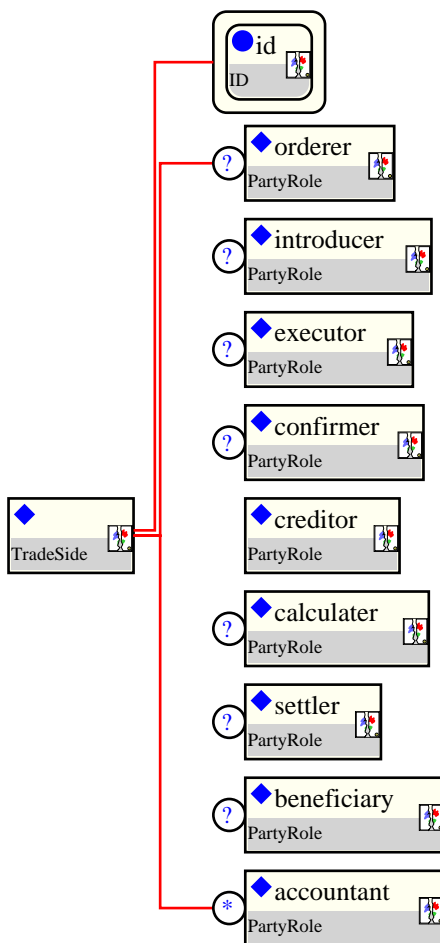 id
ID
? orderer
PartyRole
? introducer
PartyRole
? executor
PartyRole
? confirmer
PartyRole
creditor
PartyRole
TradeSide
? calculater
PartyRole
? settler
PartyRole
? beneficiary
PartyRole
* accountant
PartyRole